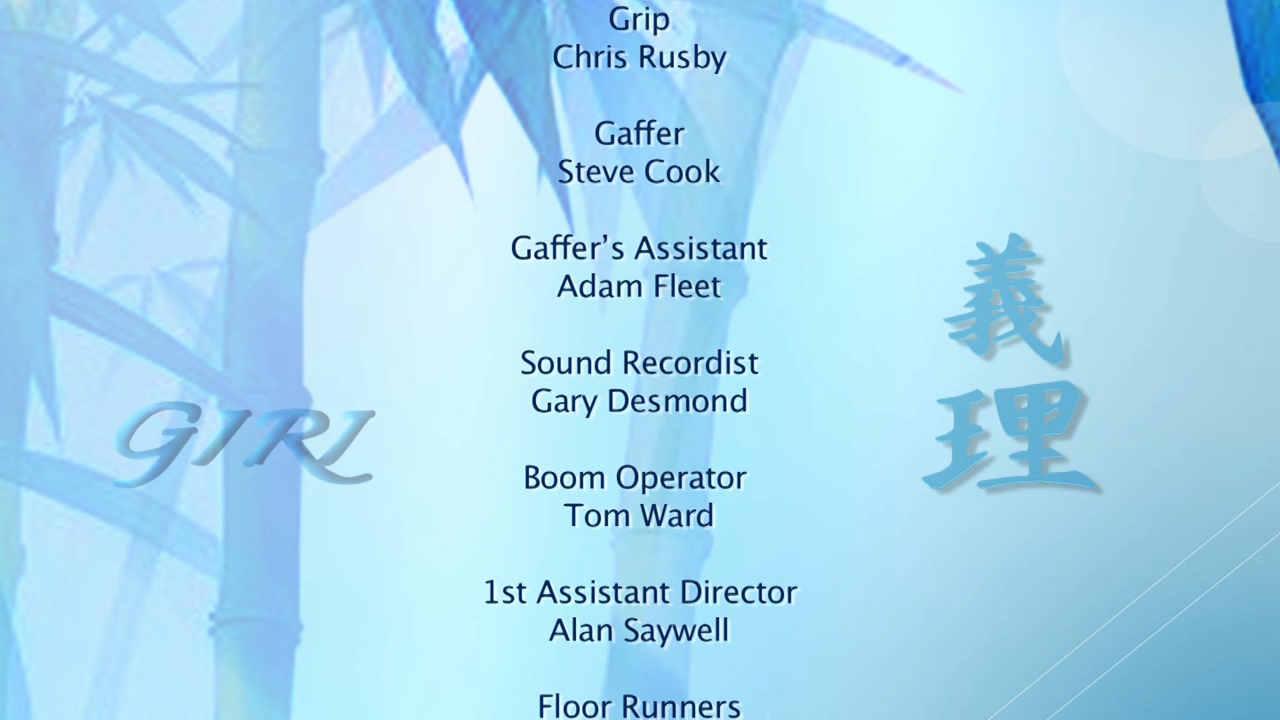 Grip
Chris Rusby
Gaffer
Steve Cook
Gaffer’s Assistant
Adam Fleet
Sound Recordist
Gary Desmond
Boom Operator
Tom Ward
1st Assistant Director
Alan Saywell
Floor Runners
GIRI
義理